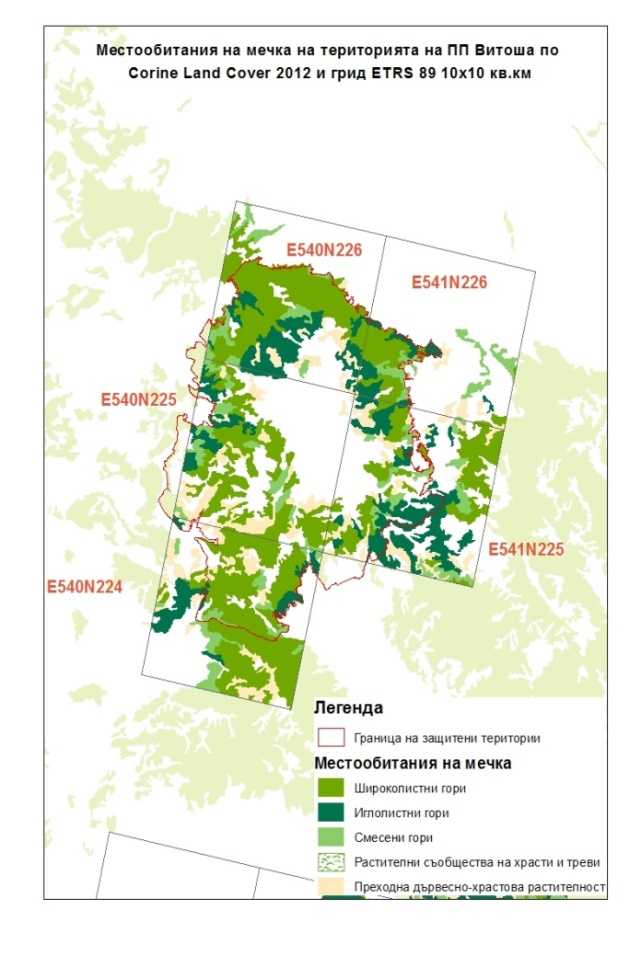 Местообитания на мечка на територията на ПП Витоша по
Corine Land Cover 2012 и грид ETRS 89 10x10 кв.км
E540N226
E541N226
E540N225
E541N225
E540N224
Легенда
Граница на защитени територии
Местообитания на мечка
Широколистни гори
Иглолистни гори
Смесени гори
Растителни съобщества на храсти и треви
Преходна дървесно-храстова растителност